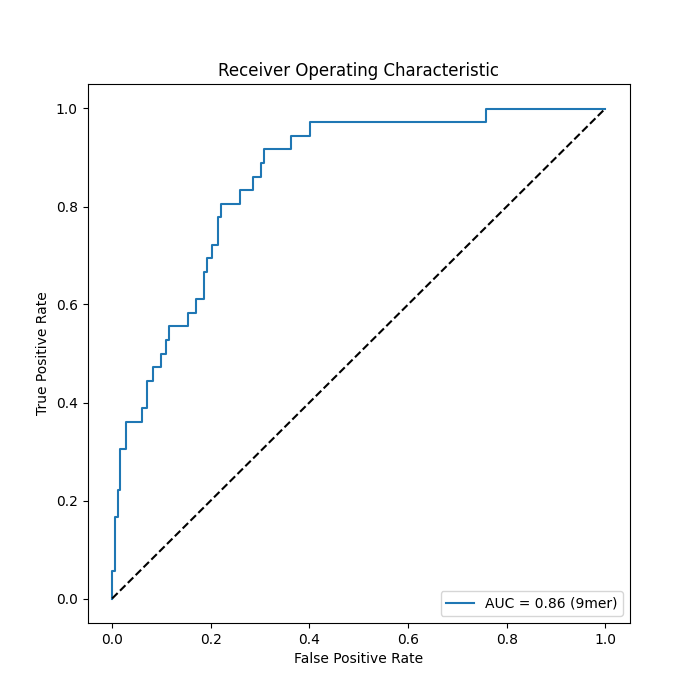 Receiver Operating Characteristic
True Positive Rate
1.0
0.8
0.6
0.4
0.2
0.0
AUC = 0.86 (9mer)
0.0 0.2 0.4 0.6 0.8 1.0
False Positive Rate